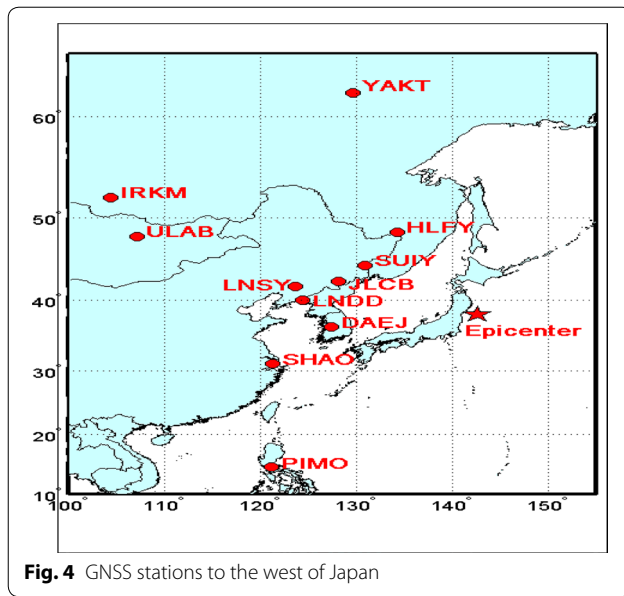 YAKT
60°
IRKM
50°
ULAB
HLFY
SUIY
LNSY
JLCB
40°
LNDD
DAEJ
Epicenter
SHAO
30°
20°
PIMO
10°
100° 120° 130° 140° 150°
Fig. 4 GNSS stations to the west of Japan